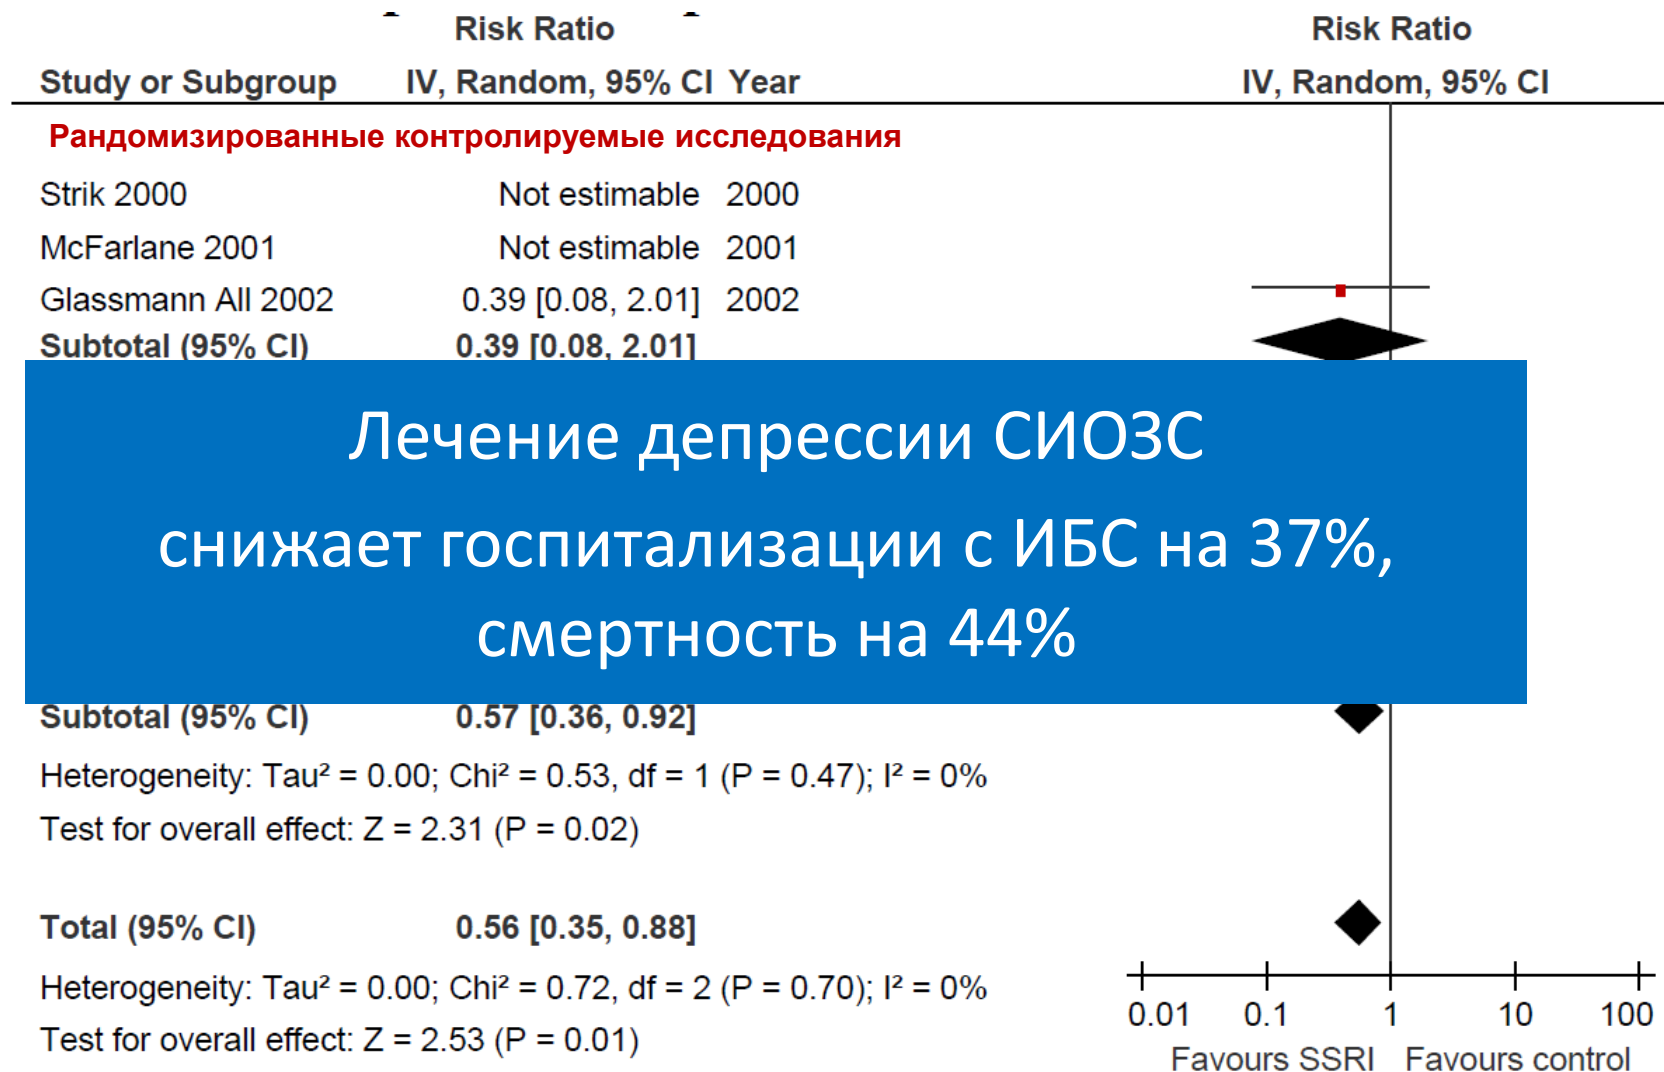 Risk Ratio Risk Ratio
Study or Subgroup IV, Random, 95% CI Year IV, Random, 95% CI
Рандомизированные контролируемые исследования
Strik 2000 Not estimable 2000
McFarlane 2001 Not estimable 2001
Glassmann All 2002 0.39 [0.08, 2.01] 2002
Subtotal (95% CI) 0.39 [0.08, 2.01]
Лечение депрессии СИОЗС
снижает госпитализации с ИБС на 37%,
смертность на 44%
Subtotal (95% CI) 0.57 [0.36, 0.92]
Heterogeneity: Tau² = 0.00; Chi² = 0.53, df = 1 (P = 0.47); I² = 0%
Test for overall effect: Z = 2.31 (P = 0.02)
Total (95% CI) 0.56 [0.35, 0.88]
Heterogeneity: Tau² = 0.00; Chi² = 0.72, df = 2 (P = 0.70); I² = 0%
Test for overall effect: Z = 2.53 (P = 0.01)
0.01 0.1 1 10 100
Favours SSRI Favours control